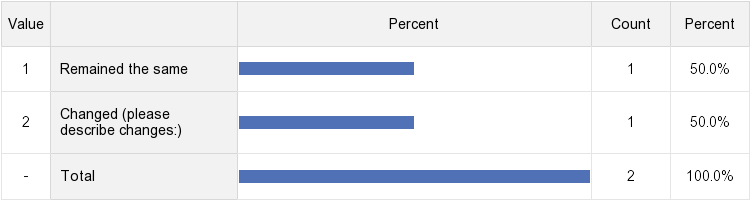 Value Percent Count Percent
1 Remained the same 1 50.0%
2 Changed (please
describe changes:) 1 50.0%
- Total 2 100.0%